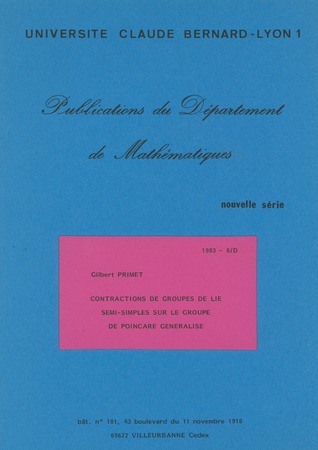 UNIVERSITE CLAUDE BERNARD-LYON 1
Publications du Département
de Mathématiques
nouvelle série
1983 - 6/D
Gilbert PRIMET
CONTRACTIONS DE GROUPES DE LIE
SEMI-SIMPLES SUR LE GROUPE
DE POINCARE GENERALISE
bât. n° 101, 43 boulevard du 11 novembre 1918
69622 VILLEURBANNE Cedex